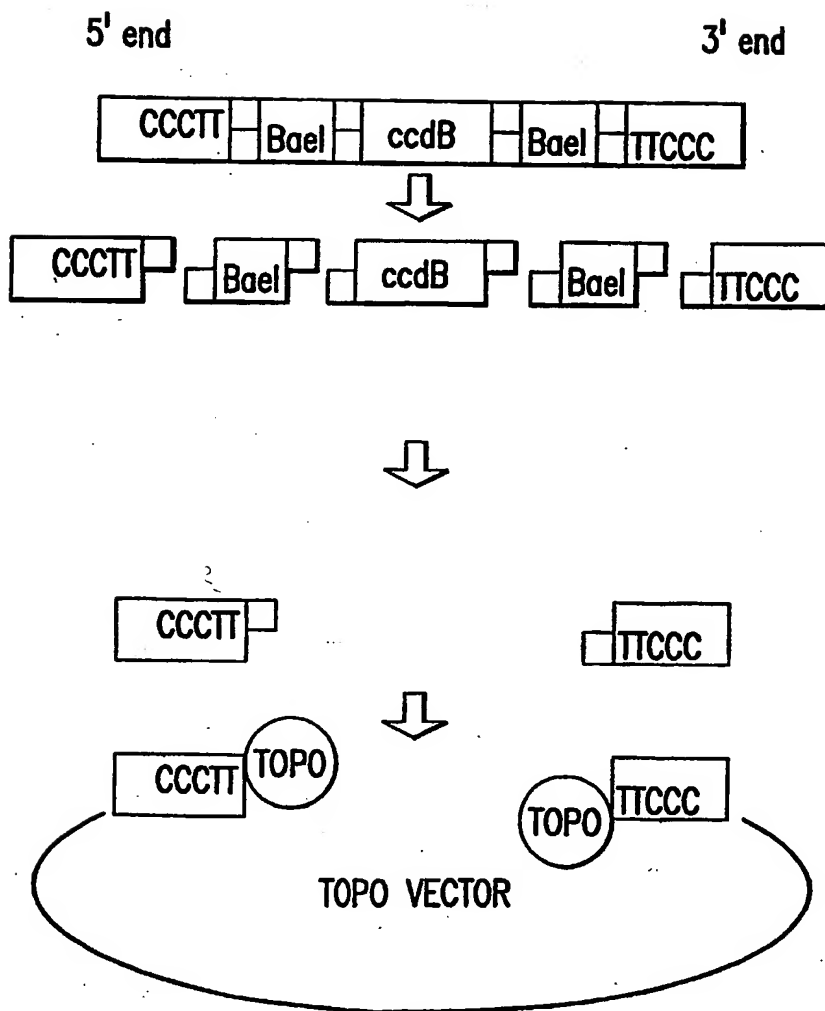 5' end 3' end
CCCTT BaeI ccdB BaeI TTCCC
CCCTT BaeI ccdB BaeI TTCCC
CCCTT TTCCC
CCCTT TOPO TOPO TTCCC
TOPO VECTOR